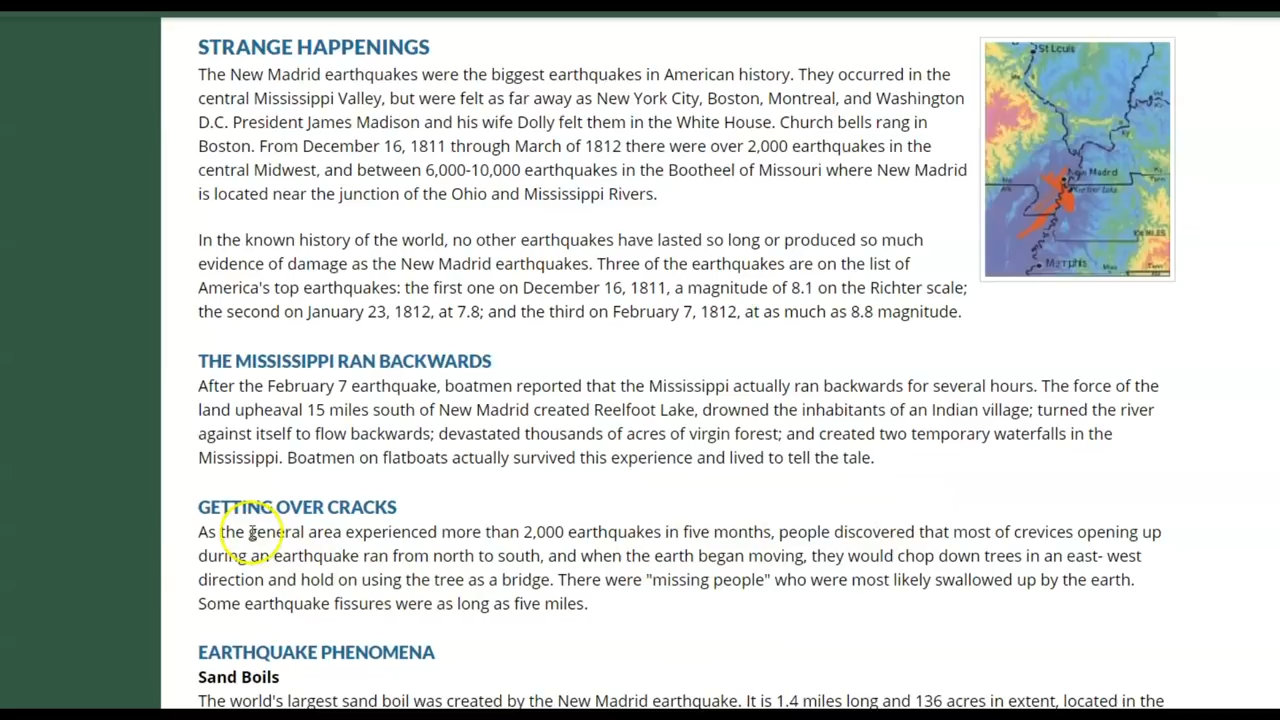 STRANGE HAPPENINGS
The New Madrid earthquakes were the biggest earthquakes in American history. They occurred in the
central Mississippi Valley, but were felt as far away as New York City, Boston, Montreal, and Washington
D.C. President James Madison and his wife Dolly felt them in the White House. Church bells rang in
Boston. From December 16, 1811 through March of 1812 there were over 2,000 earthquakes in the
central Midwest, and between 6,000-10,000 earthquakes in the Bootheel of Missouri where New Madrid
is located near the junction of the Ohio and Mississippi Rivers.
St Louis
New Madrid
Memphis
In the known history of the world, no other earthquakes have lasted so long or produced so much
evidence of damage as the New Madrid earthquakes. Three of the earthquakes are on the list of
America's top earthquakes: the first one on December 16, 1811, a magnitude of 8.1 on the Richter scale;
the second on January 23, 1812, at 7.8; and the third on February 7, 1812, at as much as 8.8 magnitude.
THE MISSISSIPPI RAN BACKWARDS
After the February 7 earthquake, boatmen reported that the Mississippi actually ran backwards for several hours. The force of the
land upheaval 15 miles south of New Madrid created Reelfoot Lake, drowned the inhabitants of an Indian village; turned the river
against itself to flow backwards; devastated thousands of acres of virgin forest; and created two temporary waterfalls in the
Mississippi. Boatmen on flatboats actually survived this experience and lived to tell the tale.
GETTING OVER CRACKS
As the general area experienced more than 2,000 earthquakes in five months, people discovered that most of crevices opening up
during an earthquake ran from north to south, and when the earth began moving, they would chop down trees in an east- west
direction and hold on using the tree as a bridge. There were "missing people" who were most likely swallowed up by the earth.
Some earthquake fissures were as long as five miles.
EARTHQUAKE PHENOMENA
Sand Boils
The world's largest sand boil was created by the New Madrid earthquake. It is 1.4 miles long and 136 acres in extent, located in the